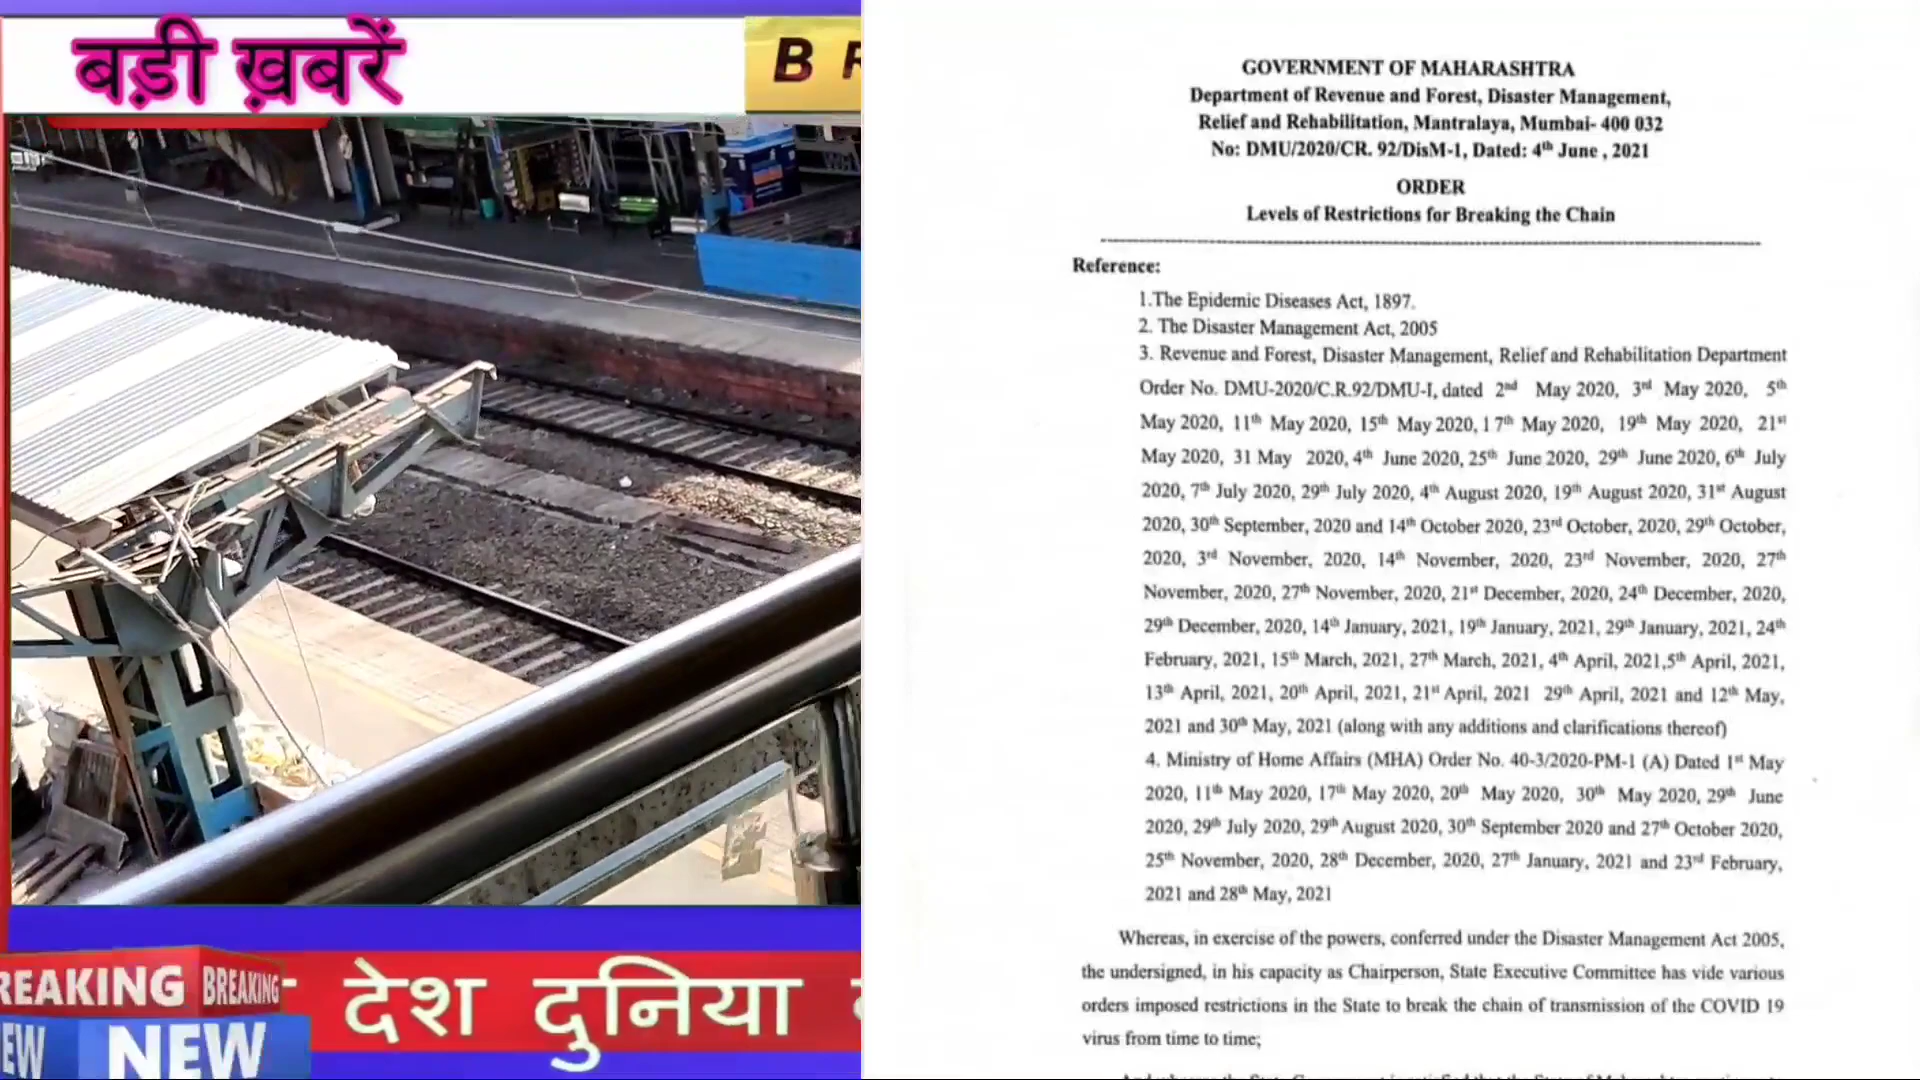 बड़ी ख़बरें
B
BREAKING
NEW
देश दुनिया
GOVERNMENT OF MAHARASHTRA
Department of Revenue and Forest, Disaster Management,
Relief and Rehabilitation, Mantralaya, Mumbai- 400 032
No: DMU/2020/CR. 92/DisM-1, Dated: 4th June , 2021
ORDER
Levels of Restrictions for Breaking the Chain
Reference:
1.The Epidemic Diseases Act, 1897.
2. The Disaster Management Act, 2005
3. Revenue and Forest, Disaster Management, Relief and Rehabilitation Department
Order No. DMU-2020/C.R.92/DMU-I, dated 2nd May 2020, 3rd May 2020, 5th
May 2020, 11th May 2020, 15th May 2020,17th May 2020, 19th May 2020, 21st
May 2020, 31 May 2020, 4th June 2020, 25th June 2020, 29th June 2020, 6th July
2020, 7th July 2020, 29th July 2020, 4th August 2020, 19th August 2020, 31st August
2020, 30th September, 2020 and 14th October 2020, 23rd October, 2020, 29th October,
2020, 3rd November, 2020, 14th November, 2020, 23rd November, 2020, 27th
November, 2020, 27th November, 2020, 21st December, 2020, 24th December, 2020,
29th December, 2020, 14th January, 2021, 19th January, 2021, 29th January, 2021, 24th
February, 2021, 15th March, 2021, 27th March, 2021, 4th April, 2021,5th April, 2021,
13th April, 2021, 20th April, 2021, 21st April, 2021 29th April, 2021 and 12th May,
2021 and 30th May, 2021 (along with any additions and clarifications thereof)
4. Ministry of Home Affairs (MHA) Order No. 40-3/2020-PM-1 (A) Dated 1st May
2020, 11th May 2020, 17th May 2020, 20th May 2020, 30th May 2020, 29th June
2020, 29th July 2020, 29th August 2020, 30th September 2020 and 27th October 2020,
25th November, 2020, 28th December, 2020, 27th January, 2021 and 23rd February,
2021 and 28th May, 2021
Whereas, in exercise of the powers, conferred under the Disaster Management Act 2005,
the undersigned, in his capacity as Chairperson, State Executive Committee has vide various
orders imposed restrictions in the State to break the chain of transmission of the COVID 19
virus from time to time;